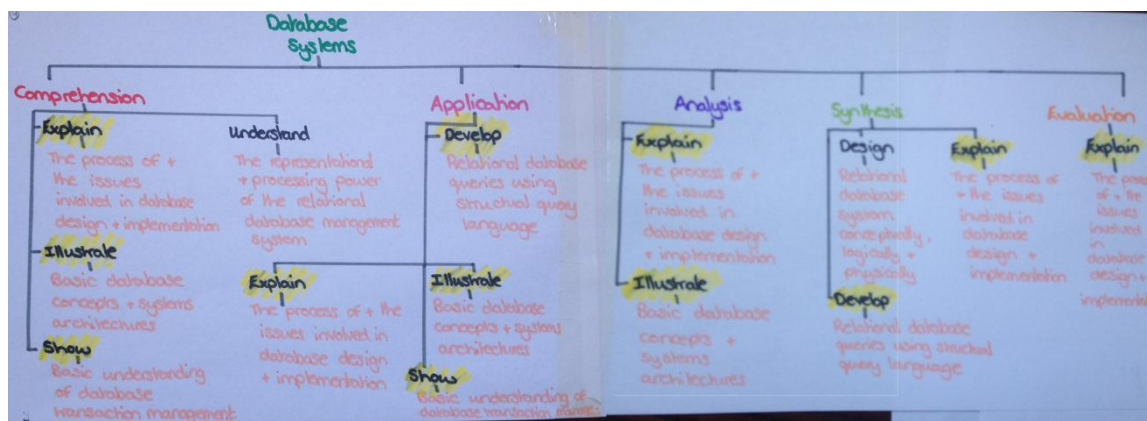 Database
Systems
Comprehension
Explain
The process of +
the issues
involved in database
design + implementation
Illustrate
Basic database
concepts + systems
architectures
Show
Basic understanding
of database
transaction management
Understand
The representational
+ processing power
of the relational
database management
system
Application
Develop
Relational database
queries using
structual query
language
Explain
The process of + the
issues involved in
database design
+ implementation
Illustrate
Basic database
concepts + systems
architectures
Show
Basic understanding of
database transaction
Analysis
Explain
The process of +
the issues
involved in
database design
+ implementation
Illustrate
Basic database
concepts +
systems
architectures
Synthesis
Design
Relational
database
system
conceptually,
logically +
physically
Develop
Relational database
queries using structual
query language
Explain
The process of
+ the issues
involved in
database
design +
implementation
Evaluation
Explain
The
of + the
issues
involved
in
database
design